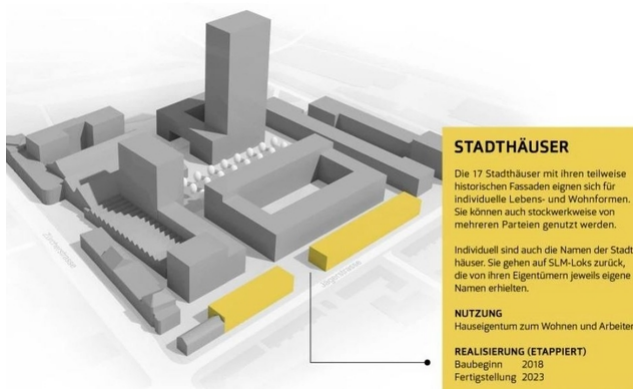 STADTHÄUSER
Die 17 Stadthäuser mit ihren teilweise
historischen Fassaden eignen sich für
individuelle Lebens- und Wohnformen.
Sie können auch stockwerkweise von
mehreren Parteien genutzt werden.
Individuell sind auch die Namen der Stadt
häuser. Sie gehen auf SLM-Loks zurück,
die von ihren Eigentümern jeweils eigene
Namen erhielten.
NUTZUNG
Hauseigentum zum Wohnen und Arbeiten
REALISIERUNG (ETAPPIERT)
Baubeginn 2018
Fertigstellung 2023